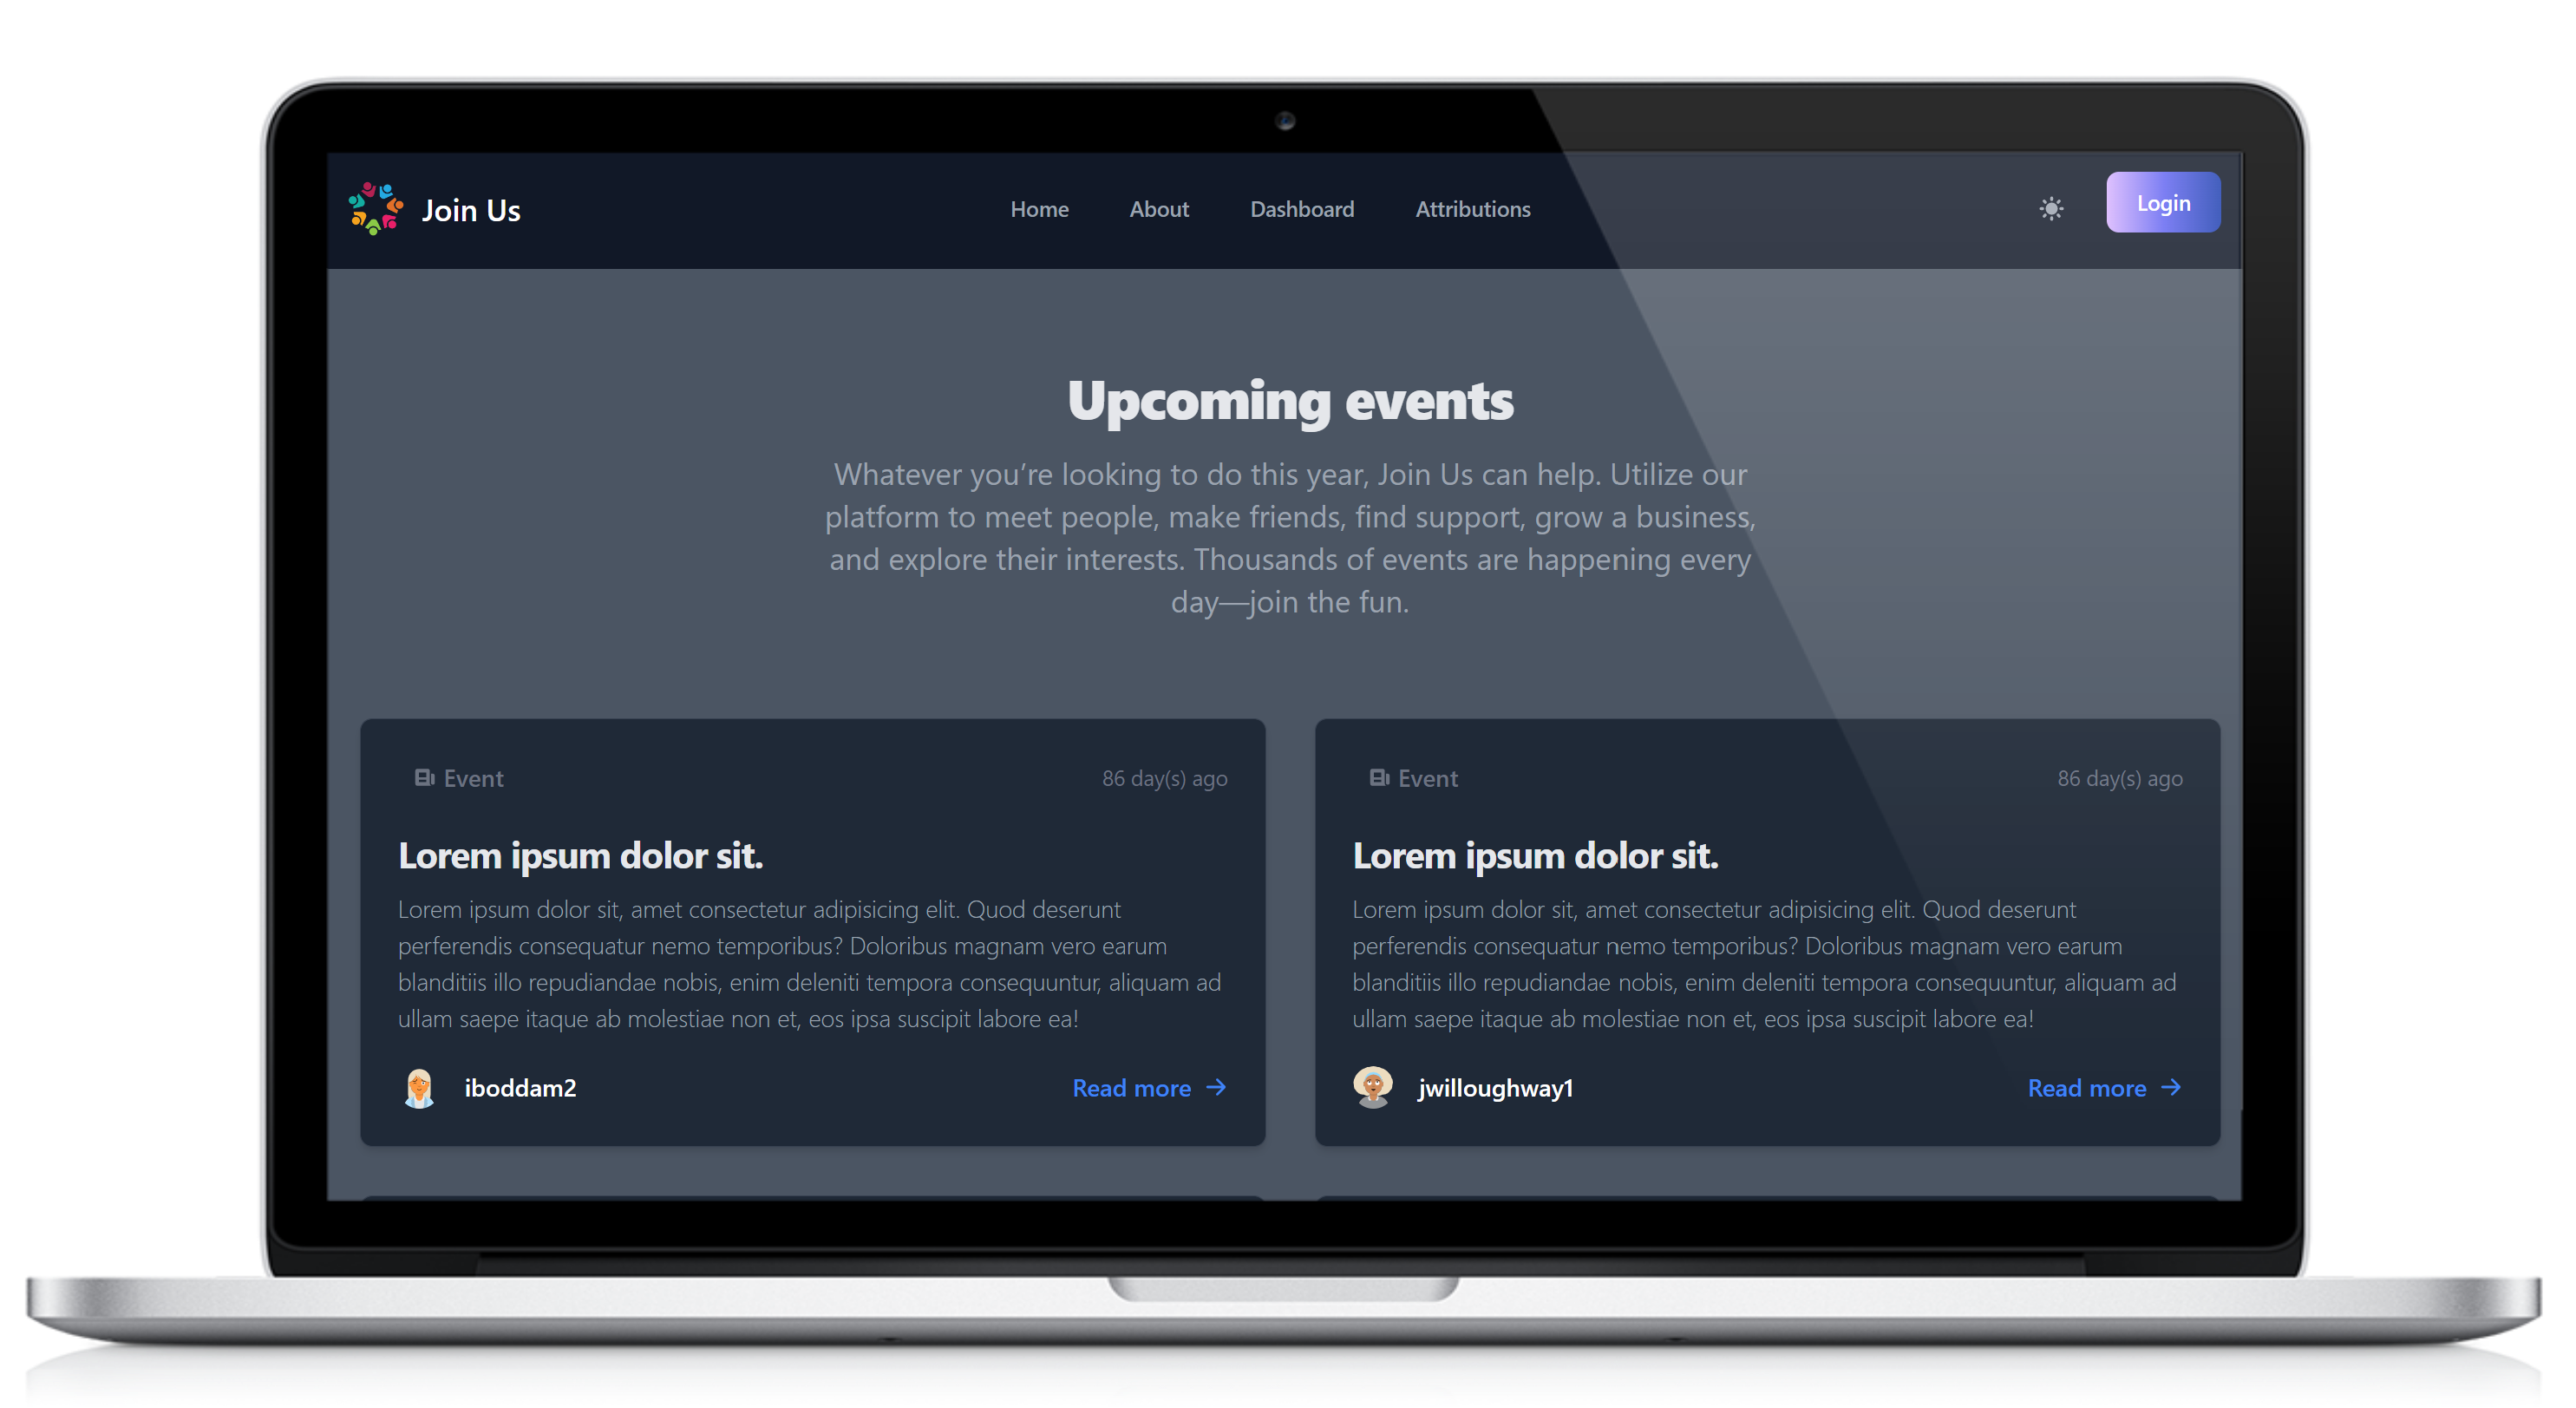 Join Us
Home About Dashboard Attributions
Login
Upcoming events
Whatever you’re looking to do this year, Join Us can help. Utilize our
platform to meet people, make friends, find support, grow a business,
and explore their interests. Thousands of events are happening every
day—join the fun.
Event
86 day(s) ago
Lorem ipsum dolor sit.
Lorem ipsum dolor sit, amet consectetur adipisicing elit. Quod deserunt
perferendis consequatur nemo temporibus? Doloribus magnam vero earum
blanditiis illo repudiandae nobis, enim deleniti tempora consequuntur, aliquam ad
ullam saepe itaque ab molestiae non et, eos ipsa suscipit labore ea!
iboddam2
Read more →
Event
86 day(s) ago
Lorem ipsum dolor sit.
Lorem ipsum dolor sit, amet consectetur adipisicing elit. Quod deserunt
perferendis consequatur nemo temporibus? Doloribus magnam vero earum
blanditiis illo repudiandae nobis, enim deleniti tempora consequuntur, aliquam ad
ullam saepe itaque ab molestiae non et, eos ipsa suscipit labore ea!
jwilloughway1
Read more →